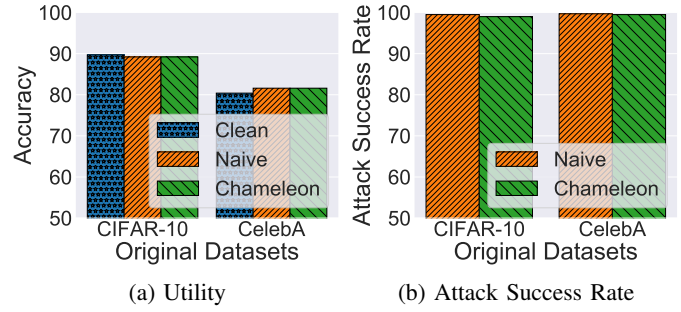 Accuracy
100
90
80
70
60
50
Clean
Naive
Chameleon
CIFAR-10 CelebA
Original Datasets
(a) Utility
Attack Success Rate
100
90
80
70
60
50
Naive
Chameleon
CIFAR-10 CelebA
Original Datasets
(b) Attack Success Rate